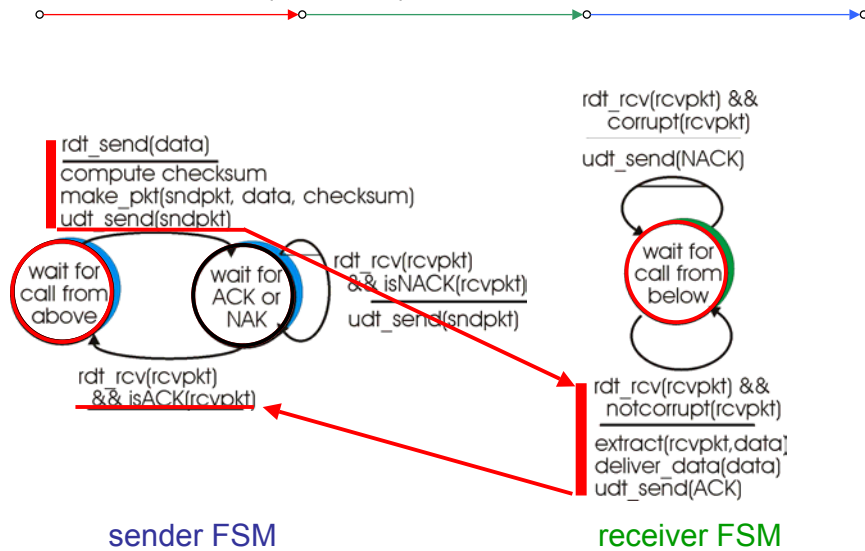 rdt_send(data)
compute checksum
make_pkt(sndpkt, data, checksum)
udt_send(sndpkt)
wait for
call from
above
wait for
ACK or
NAK
rdt_rcv(rcvpkt)
&& isNACK(rcvpkt)
udt_send(sndpkt)
rdt_rcv(rcvpkt)
&& isACK(rcvpkt)
sender FSM
rdt_rcv(rcvpkt) &&
corrupt(rcvpkt)
udt_send(NACK)
wait for
call from
below
rdt_rcv(rcvpkt) &&
notcorrupt(rcvpkt)
extract(rcvpkt,data)
deliver_data(data)
udt_send(ACK)
receiver FSM